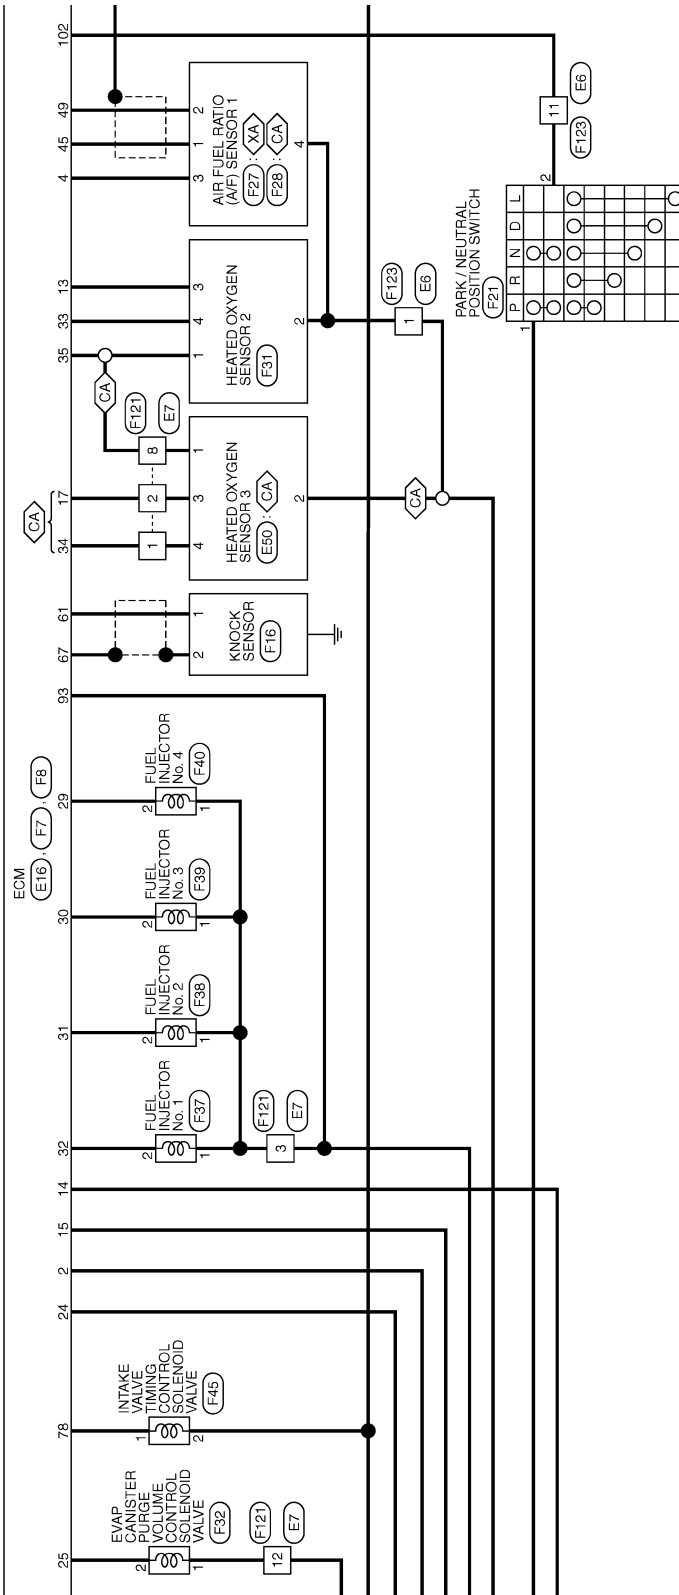 102
49
45
4
13
33
35
17
34
CA
61
67
93
29
30
31
32
14
15
2
24
78
25
ECM
E16 , F7 , F8
2
1
3
4
AIR FUEL RATIO
(A/F) SENSOR 1
F27 : XA
F28 : CA
3
4
1
2
HEATED OXYGEN
SENSOR 2
F31
CA
F121
E7
8
2
1
1
3
4
2
HEATED OXYGEN
SENSOR 3
E50 : CA
CA
F123
E6
1
1
2
KNOCK
SENSOR
F16
FUEL
INJECTOR
No. 4
F40
2
1
FUEL
INJECTOR
No. 3
F39
2
1
FUEL
INJECTOR
No. 2
F38
2
1
FUEL
INJECTOR
No. 1
F37
2
1
F121
E7
3
INTAKE
VALVE
TIMING
CONTROL
SOLENOID
VALVE
F45
1
2
EVAP
CANISTER
PURGE
VOLUME
CONTROL
SOLENOID
VALVE
F32
2
1
F121
E7
12
E6
11
F123
2
PARK / NEUTRAL
POSITION SWITCH
F21
P R N D L
1